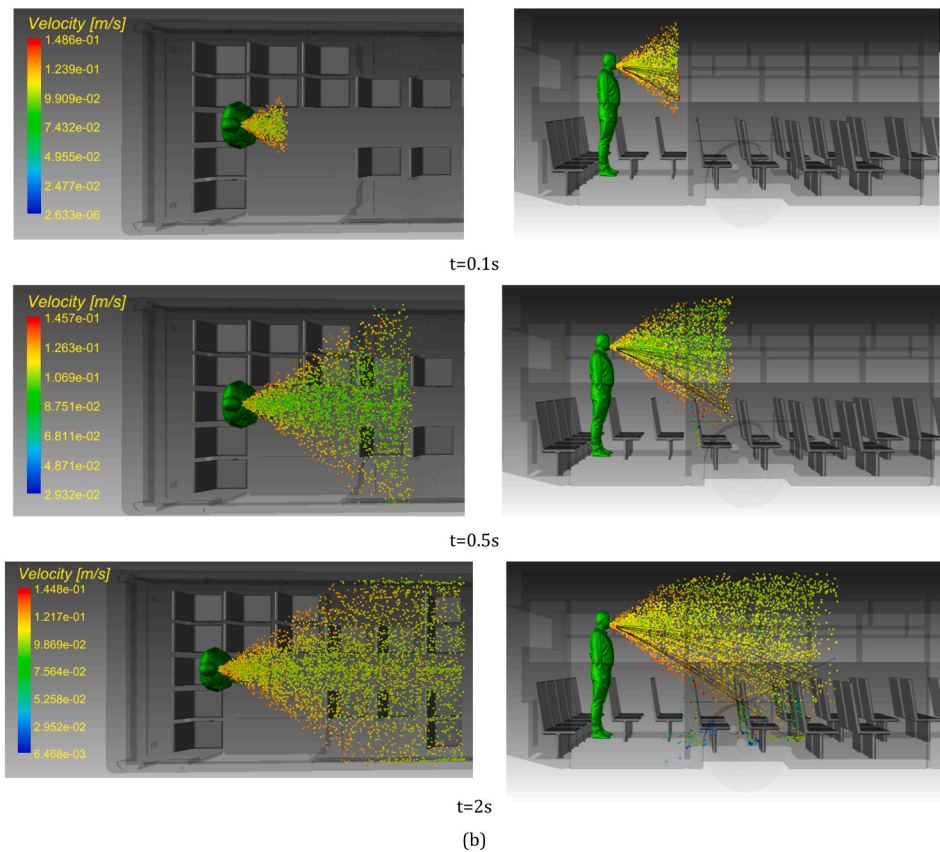 Velocity [m/s]
1.486e-01
1.239e-01
9.909e-02
7.432e-02
4.955e-02
2.477e-02
2.633e-06
t=0.1s
Velocity [m/s]
1.457e-01
1.263e-01
1.069e-01
8.751e-02
6.811e-02
4.871e-02
2.932e-02
t=0.5s
Velocity [m/s]
1.448e-01
1.217e-01
9.869e-02
7.564e-02
5.258e-02
2.952e-02
6.468e-03
t=2s
(b)